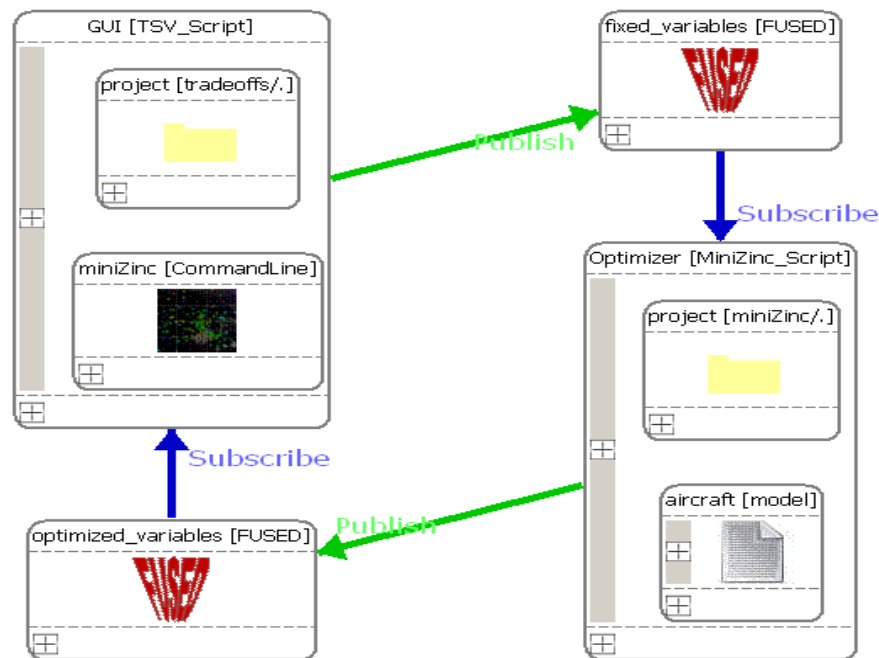 GUI [TSV_Script]
project [tradeoffs/.]
miniZinc [CommandLine]
Publish
fixed_variables [FUSED]
FUSED
Subscribe
Optimizer [MiniZinc_Script]
project [miniZinc/.]
aircraft [model]
Subscribe
Publish
optimized_variables [FUSED]
FUSED